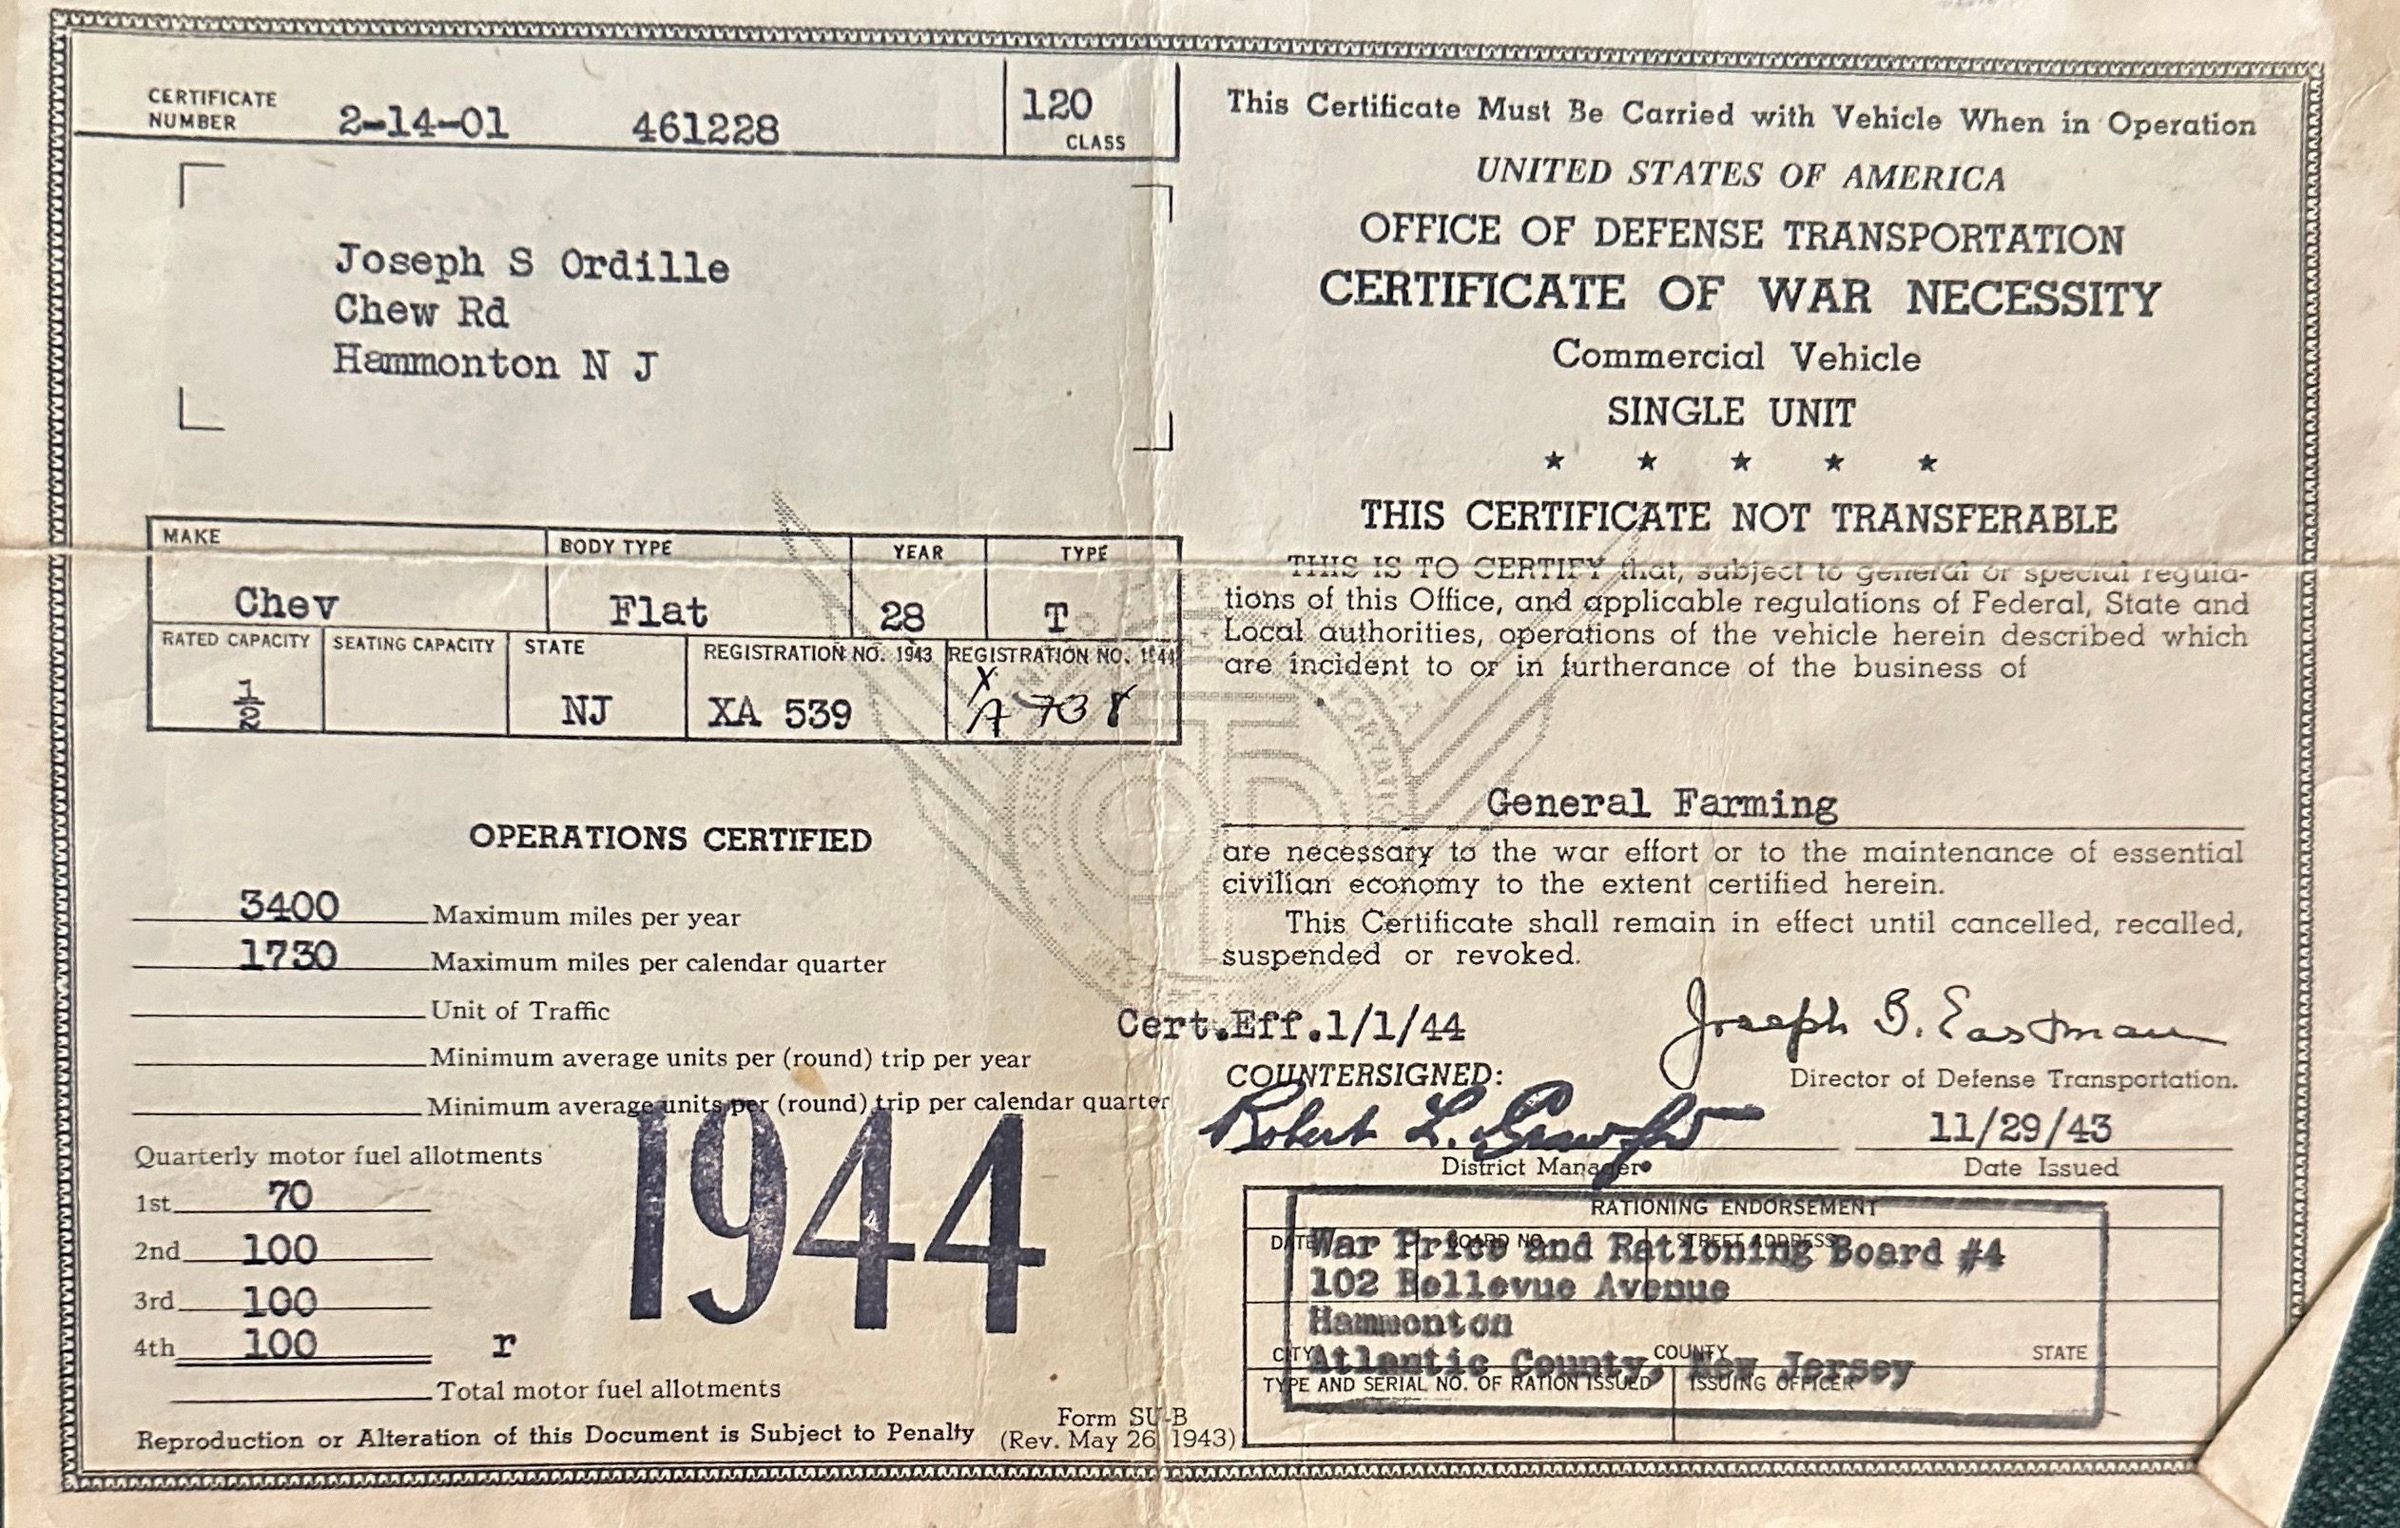 CERTIFICATE NUMBER 2-14-01 461228
120 CLASS
Joseph S Ordille
Chew Rd
Hammonton N J
MAKE BODY TYPE YEAR TYPE
Chev Flat 28 T
RATED CAPACITY SEATING CAPACITY STATE REGISTRATION NO. 1943 REGISTRATION NO. 1944
1/2 NJ XA 539 XA 738
OPERATIONS CERTIFIED
3400 Maximum miles per year
1730 Maximum miles per calendar quarter
Unit of Traffic
Minimum average units per (round) trip per year
Minimum average units per (round) trip per calendar quarter
Quarterly motor fuel allotments
1st 70
2nd 100
3rd 100
4th 100 r
Total motor fuel allotments
1944
Reproduction or Alteration of this Document is Subject to Penalty
Form SU-B
(Rev. May 26, 1943)
This Certificate Must Be Carried with Vehicle When in Operation
UNITED STATES OF AMERICA
OFFICE OF DEFENSE TRANSPORTATION
CERTIFICATE OF WAR NECESSITY
Commercial Vehicle
SINGLE UNIT
★ ★ ★ ★ ★
THIS CERTIFICATE NOT TRANSFERABLE
THIS IS TO CERTIFY that, subject to general or special regula-
tions of this Office, and applicable regulations of Federal, State and
Local authorities, operations of the vehicle herein described which
are incident to or in furtherance of the business of
General Farming
are necessary to the war effort or to the maintenance of essential
civilian economy to the extent certified herein.
This Certificate shall remain in effect until cancelled, recalled,
suspended or revoked.
Cert.Eff.1/1/44
Joseph B. Eastman
COUNTERSIGNED:
Director of Defense Transportation.
Robert L. Crawford
11/29/43
District Manager
Date Issued
RATIONING ENDORSEMENT
DATE BOARD NO. STREET ADDRESS
War Price and Rationing Board #4
102 Bellevue Avenue
Hammonton
CITY COUNTY STATE
Atlantic County, New Jersey
TYPE AND SERIAL NO. OF RATION ISSUED ISSUING OFFICER